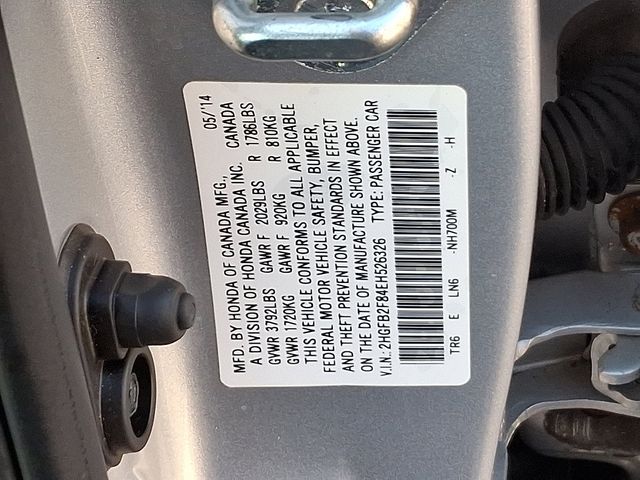 MFD. BY HONDA OF CANADA MFG., 05/14
A DIVISION OF HONDA CANADA INC. CANADA
GVWR 3792LBS GAWR F 2029LBS R 1786LBS
GVWR 1720KG GAWR F 920KG R 810KG
THIS VEHICLE CONFORMS TO ALL APPLICABLE
FEDERAL MOTOR VEHICLE SAFETY, BUMPER,
AND THEFT PREVENTION STANDARDS IN EFFECT
ON THE DATE OF MANUFACTURE SHOWN ABOVE.
V.I.N.: 2HGFB2F84EH526326 TYPE: PASSENGER CAR
TR6 E LN6 -NH700M -Z -H